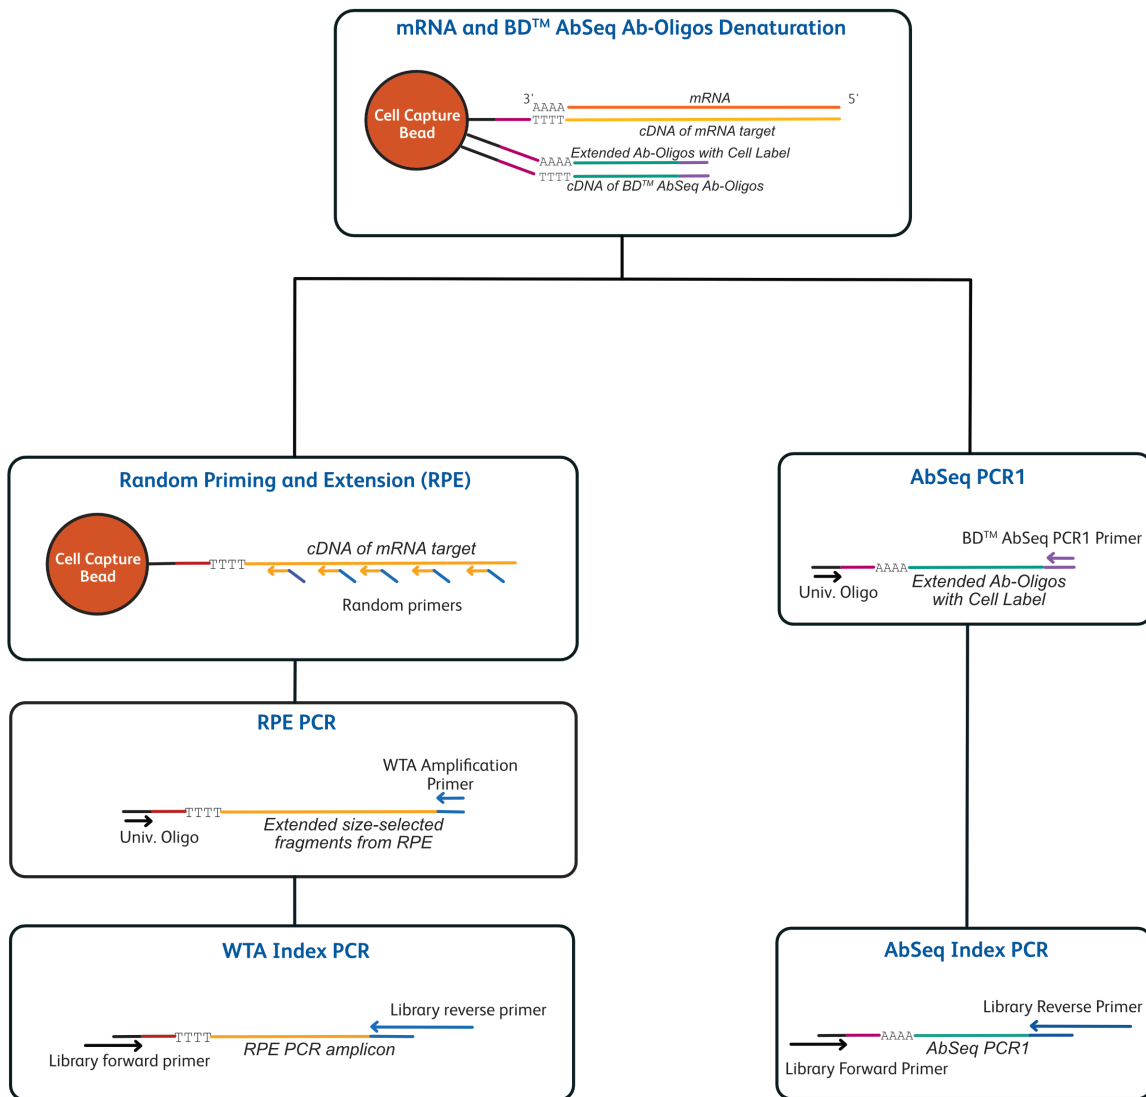 mRNA and BD™ AbSeq Ab-Oligos Denaturation
Cell Capture
Bead
3'
5'
AAAA
mRNA
TTTT
cDNA of mRNA target
Extended Ab-Oligos with Cell Label
AAAA
TTTT
cDNA of BD™ AbSeq Ab-Oligos
Random Priming and Extension (RPE)
Cell Capture
Bead
cDNA of mRNA target
TTTT
Random primers
AbSeq PCR1
BD™ AbSeq PCR1 Primer
AAAA
Univ. Oligo
Extended Ab-Oligos
with Cell Label
RPE PCR
WTA Amplification
Primer
TTTT
Univ. Oligo
Extended size-selected
fragments from RPE
WTA Index PCR
Library reverse primer
TTTT
Library forward primer
RPE PCR amplicon
AbSeq Index PCR
Library Reverse Primer
AAAA
AbSeq PCR1
Library Forward Primer